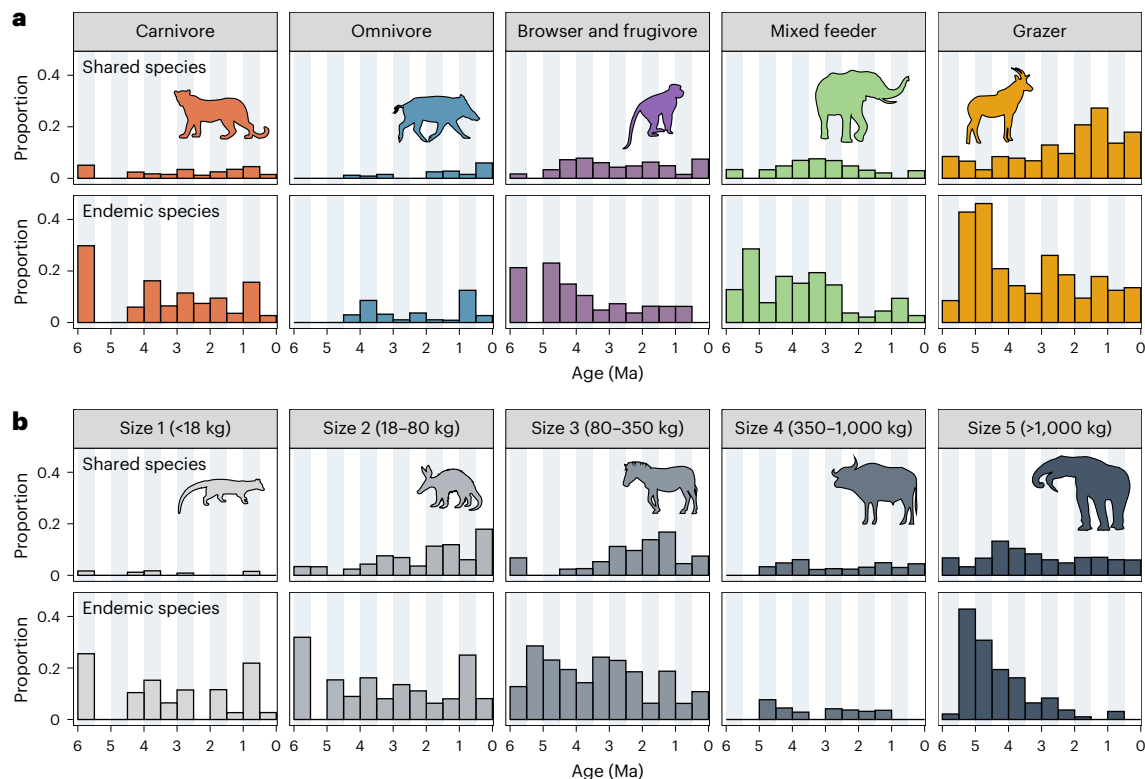 a
Carnivore Omnivore Browser and frugivore Mixed feeder Grazer
Shared species
Proportion
0.4
0.2
0
Endemic species
Proportion
0.4
0.2
0
6 5 4 3 2 1 0 6 5 4 3 2 1 0 6 5 4 3 2 1 0 6 5 4 3 2 1 0 6 5 4 3 2 1 0
Age (Ma)
b
Size 1 (<18 kg) Size 2 (18–80 kg) Size 3 (80–350 kg) Size 4 (350–1,000 kg) Size 5 (>1,000 kg)
Shared species
Proportion
0.4
0.2
0
Endemic species
Proportion
0.4
0.2
0
6 5 4 3 2 1 0 6 5 4 3 2 1 0 6 5 4 3 2 1 0 6 5 4 3 2 1 0 6 5 4 3 2 1 0
Age (Ma)